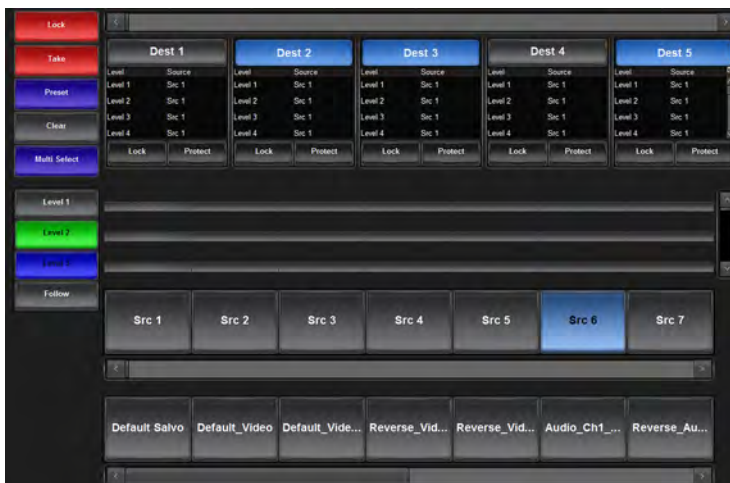 Lock
Take
Preset
Clear
Multi Select
Level 1
Level 2
Follow
Dest 1 Dest 2 Dest 3 Dest 4 Dest 5
Level Source Level Source Level Source Level Source Level Source
Level 1 Src 1 Level 1 Src 1 Level 1 Src 1 Level 1 Src 1 Level 1 Src 1
Level 2 Src 1 Level 2 Src 1 Level 2 Src 1 Level 2 Src 1 Level 2 Src 1
Level 3 Src 1 Level 3 Src 1 Level 3 Src 1 Level 3 Src 1 Level 3 Src 1
Level 4 Src 1 Level 4 Src 1 Level 4 Src 1 Level 4 Src 1 Level 4 Src 1
Lock Protect Lock Protect Lock Protect Lock Protect Lock Protect
Src 1 Src 2 Src 3 Src 4 Src 5 Src 6 Src 7
Default Salvo Default_Video Default_Vide... Reverse_Vid... Reverse_Vid... Audio_Ch1_... Reverse_Au...